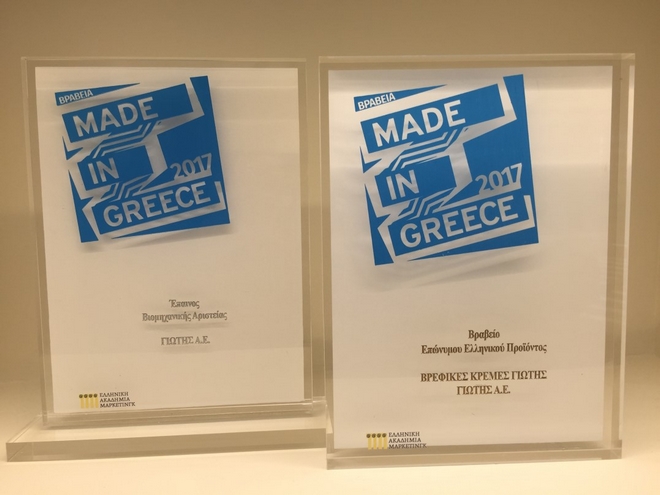 ΒΡΑΒΕΙΑ
MADE
IN
2017
GREECE
Έπαινος
Βιομηχανικής Αριστείας
ΓΙΩΤΗΣ Α.Ε.
ΕΛΛΗΝΙΚΗ
ΑΚΑΔΗΜΙΑ
ΜΑΡΚΕΤΙΝΓΚ
ΒΡΑΒΕΙΑ
MADE
IN
2017
GREECE
Βραβείο
Επώνυμου Ελληνικού Προϊόντος
ΒΡΕΦΙΚΕΣ ΚΡΕΜΕΣ ΓΙΩΤΗΣ
ΓΙΩΤΗΣ Α.Ε.
ΕΛΛΗΝΙΚΗ
ΑΚΑΔΗΜΙΑ
ΜΑΡΚΕΤΙΝΓΚ